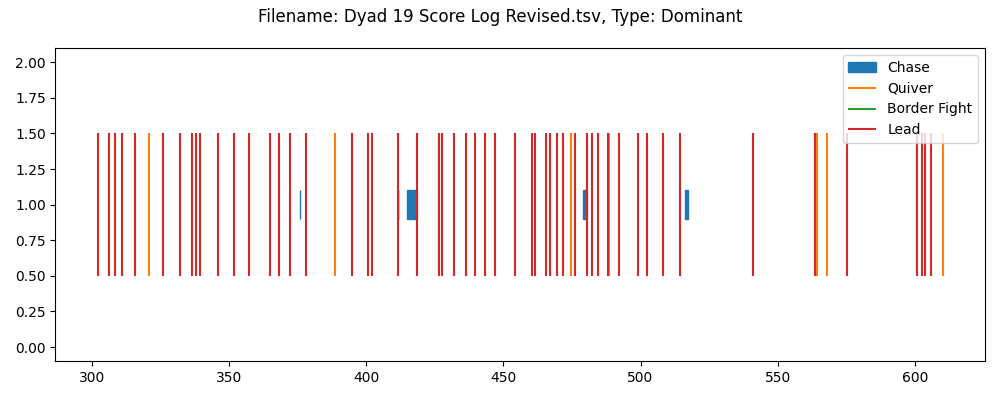 Filename: Dyad 19 Score Log Revised.tsv, Type: Dominant
2.00
1.75
1.50
1.25
1.00
0.75
0.50
0.25
0.00
Chase
Quiver
Border Fight
Lead
300 350 400 450 500 550 600